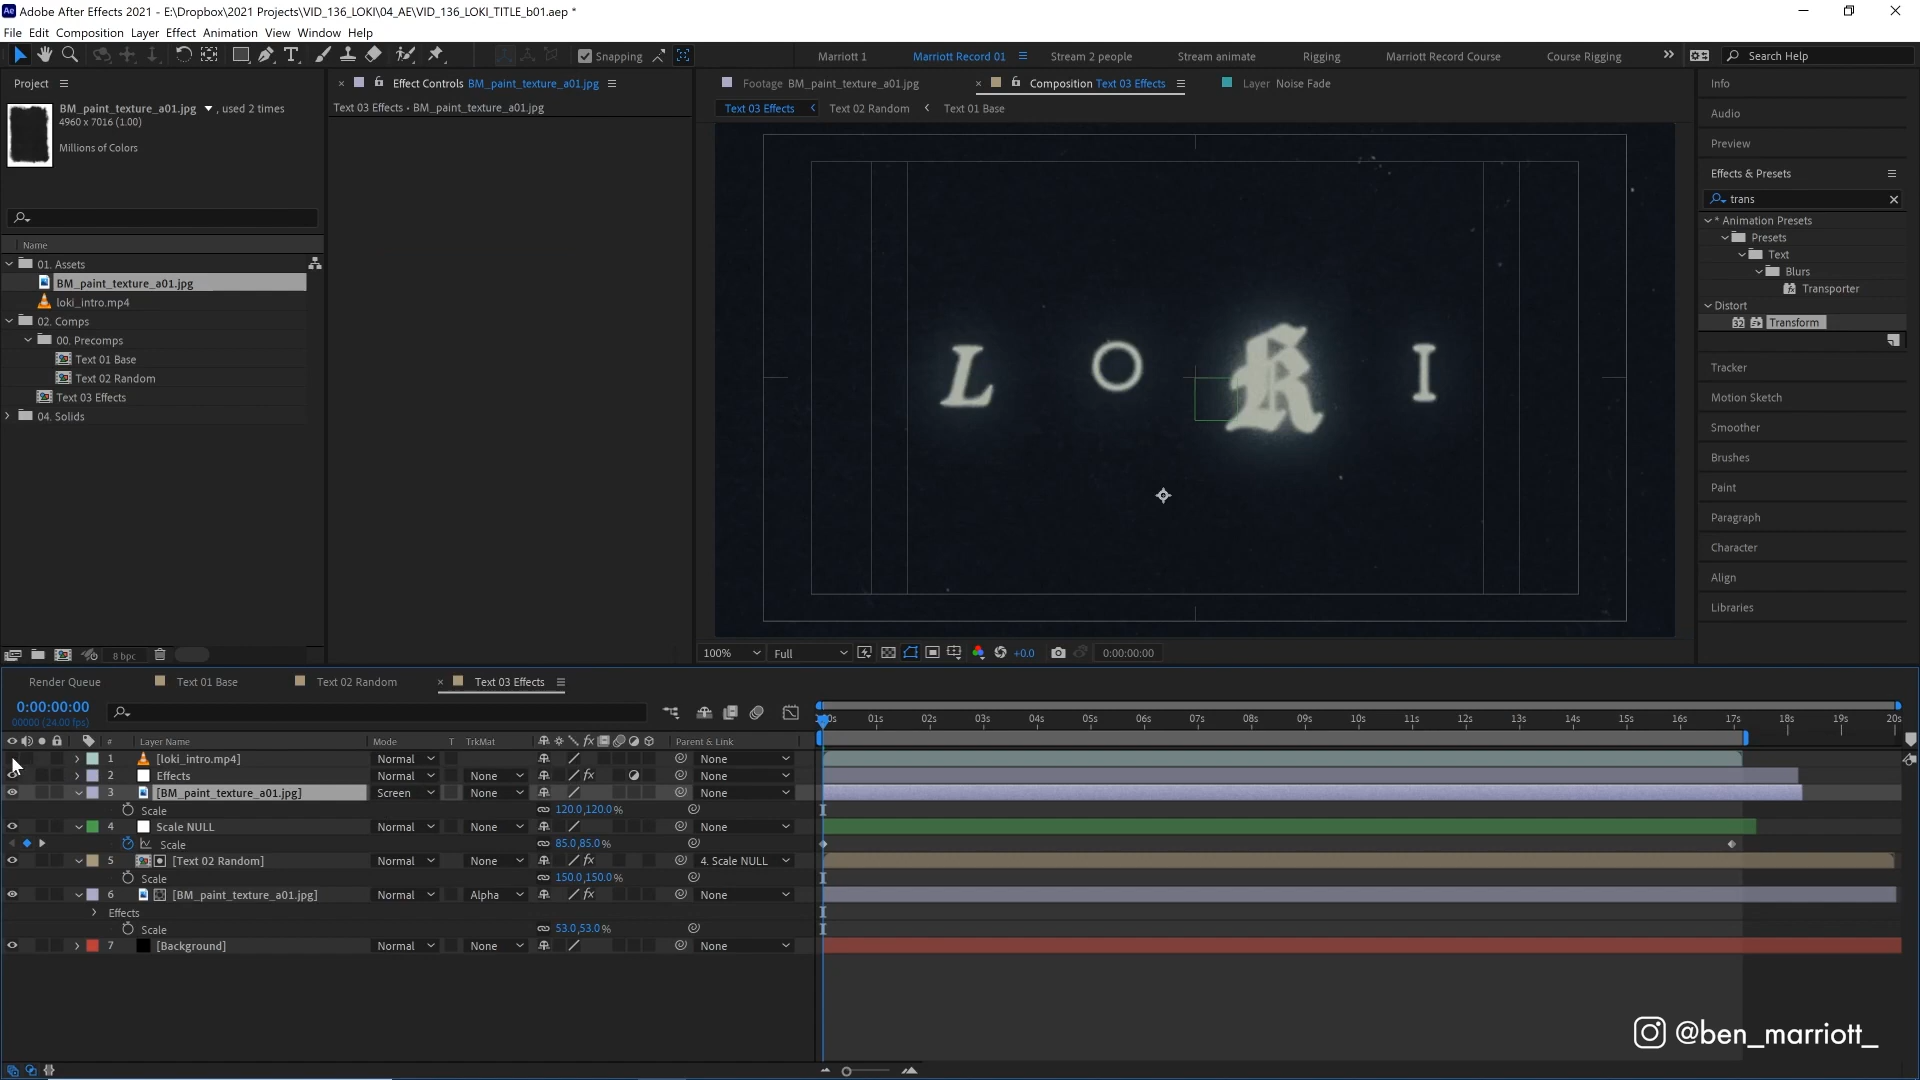 Adobe After Effects 2021 - E:\Dropbox\2021 Projects\VID_136_LOKI\04_AE\VID_136_LOKI_TITLE_b01.aep *
File Edit Composition Layer Effect Animation View Window Help
Snapping
Marriott 1 Marriott Record 01 Stream 2 people Stream animate Rigging Marriott Record Course Course Rigging
Search Help
Project
BM_paint_texture_a01.jpg , used 2 times
4960 x 7016 (1.00)
Millions of Colors
Name
01. Assets
BM_paint_texture_a01.jpg
loki_intro.mp4
02. Comps
00. Precomps
Text 01 Base
Text 02 Random
Text 03 Effects
04. Solids
8 bpc
Effect Controls BM_paint_texture_a01.jpg
Text 03 Effects • BM_paint_texture_a01.jpg
Footage BM_paint_texture_a01.jpg
Composition Text 03 Effects
Layer Noise Fade
Text 03 Effects Text 02 Random Text 01 Base
L O K I
100% Full +0.0 0:00:00:00
Info
Audio
Preview
Effects & Presets
trans
* Animation Presets
Presets
Text
Blurs
Transporter
Distort
32 Transform
Tracker
Motion Sketch
Smoother
Brushes
Paint
Paragraph
Character
Align
Libraries
Render Queue Text 01 Base Text 02 Random Text 03 Effects
0:00:00:00
00000 (24.00 fps)
01s 02s 03s 04s 05s 06s 07s 08s 09s 10s 11s 12s 13s 14s 15s 16s 17s 18s 19s 20s
# Layer Name Mode T TrkMat Parent & Link
1 [loki_intro.mp4] Normal None
2 Effects Normal None None
3 [BM_paint_texture_a01.jpg] Screen None None
Scale 120.0,120.0%
4 Scale NULL Normal None None
Scale 85.0,85.0%
5 [Text 02 Random] Normal None 4. Scale NULL
Scale 150.0,150.0%
6 [BM_paint_texture_a01.jpg] Normal Alpha None
Effects
Scale 53.0,53.0%
7 [Background] Normal None None
@ben_marriott_